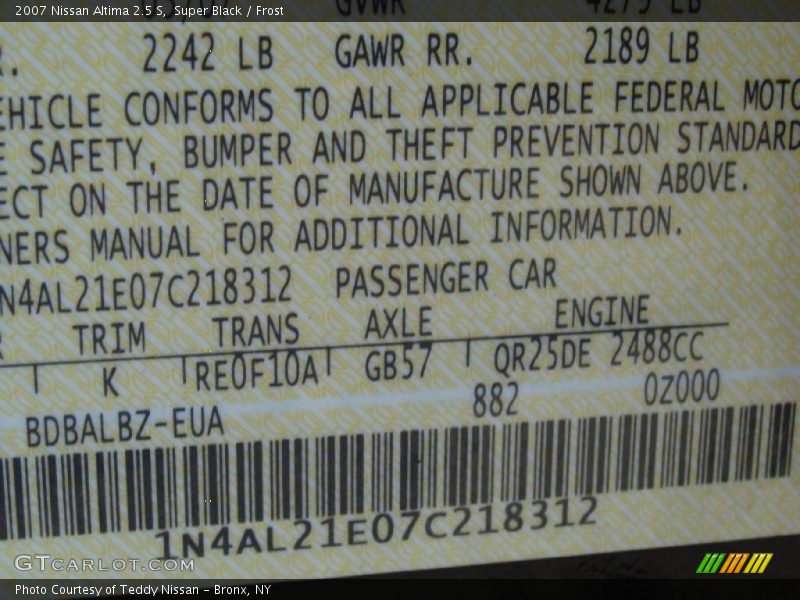 2007 Nissan Altima 2.5 S, Super Black / Frost
GVWR 4279 LB
R. 2242 LB GAWR RR. 2189 LB
EHICLE CONFORMS TO ALL APPLICABLE FEDERAL MOTO
E SAFETY, BUMPER AND THEFT PREVENTION STANDARD
ECT ON THE DATE OF MANUFACTURE SHOWN ABOVE.
NERS MANUAL FOR ADDITIONAL INFORMATION.
N4AL21E07C218312 PASSENGER CAR
R TRIM TRANS AXLE ENGINE
K RE0F10A GB57 QR25DE 2488CC
882 0Z000
BDBALBZ-EUA
1N4AL21E07C218312
GTCARLOT.COM
Photo Courtesy of Teddy Nissan - Bronx, NY